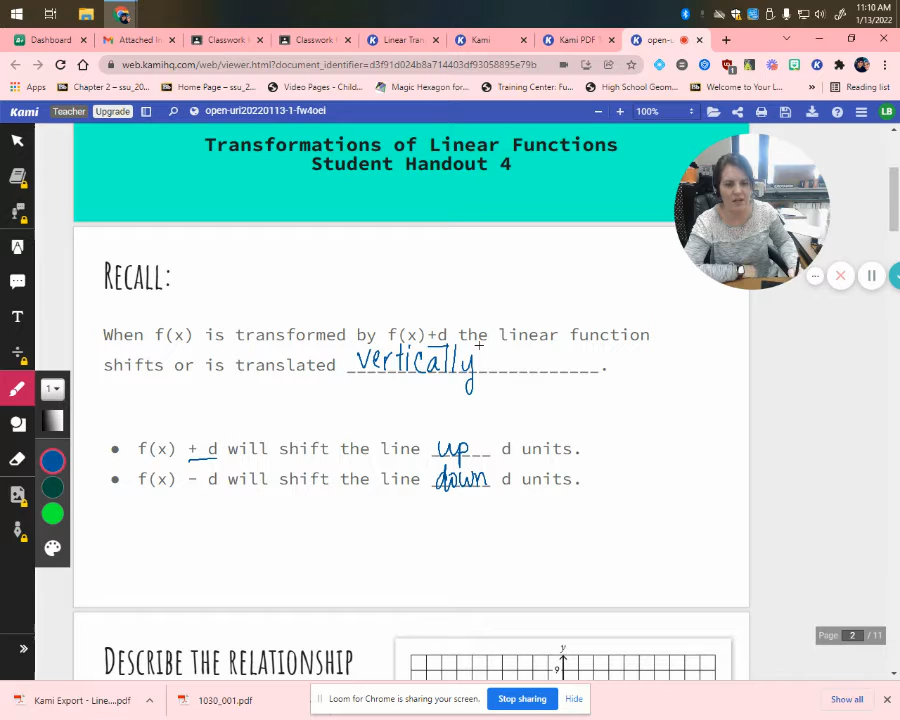 11:10 AM
1/13/2022
Dashboard
Attached In
Classwork
Classwork
Linear Tran
Kami
Kami PDF
open-u
web.kamihq.com/web/viewer.html?document_identifier=d3f91d024b8a714403df93058895e79b
Apps
Chapter 2 – ssu_20...
Home Page – ssu_2...
Video Pages - Child...
Magic Hexagon for...
Training Center: Fu...
High School Geom...
Welcome to Your L...
»
Reading list
Kami
Teacher
Upgrade
open-uri20220113-1-fw4oei
100%
LB
Transformations of Linear Functions
Student Handout 4
RECALL:
When f(x) is transformed by f(x)+d the linear function
shifts or is translated vertically.
• f(x) + d will shift the line up d units.
• f(x) - d will shift the line down d units.
T
1
Page 2 / 11
DESCRIBE THE RELATIONSHIP
y
9
Kami Export - Line....pdf
1030_001.pdf
Loom for Chrome is sharing your screen.
Stop sharing
Hide
Show all